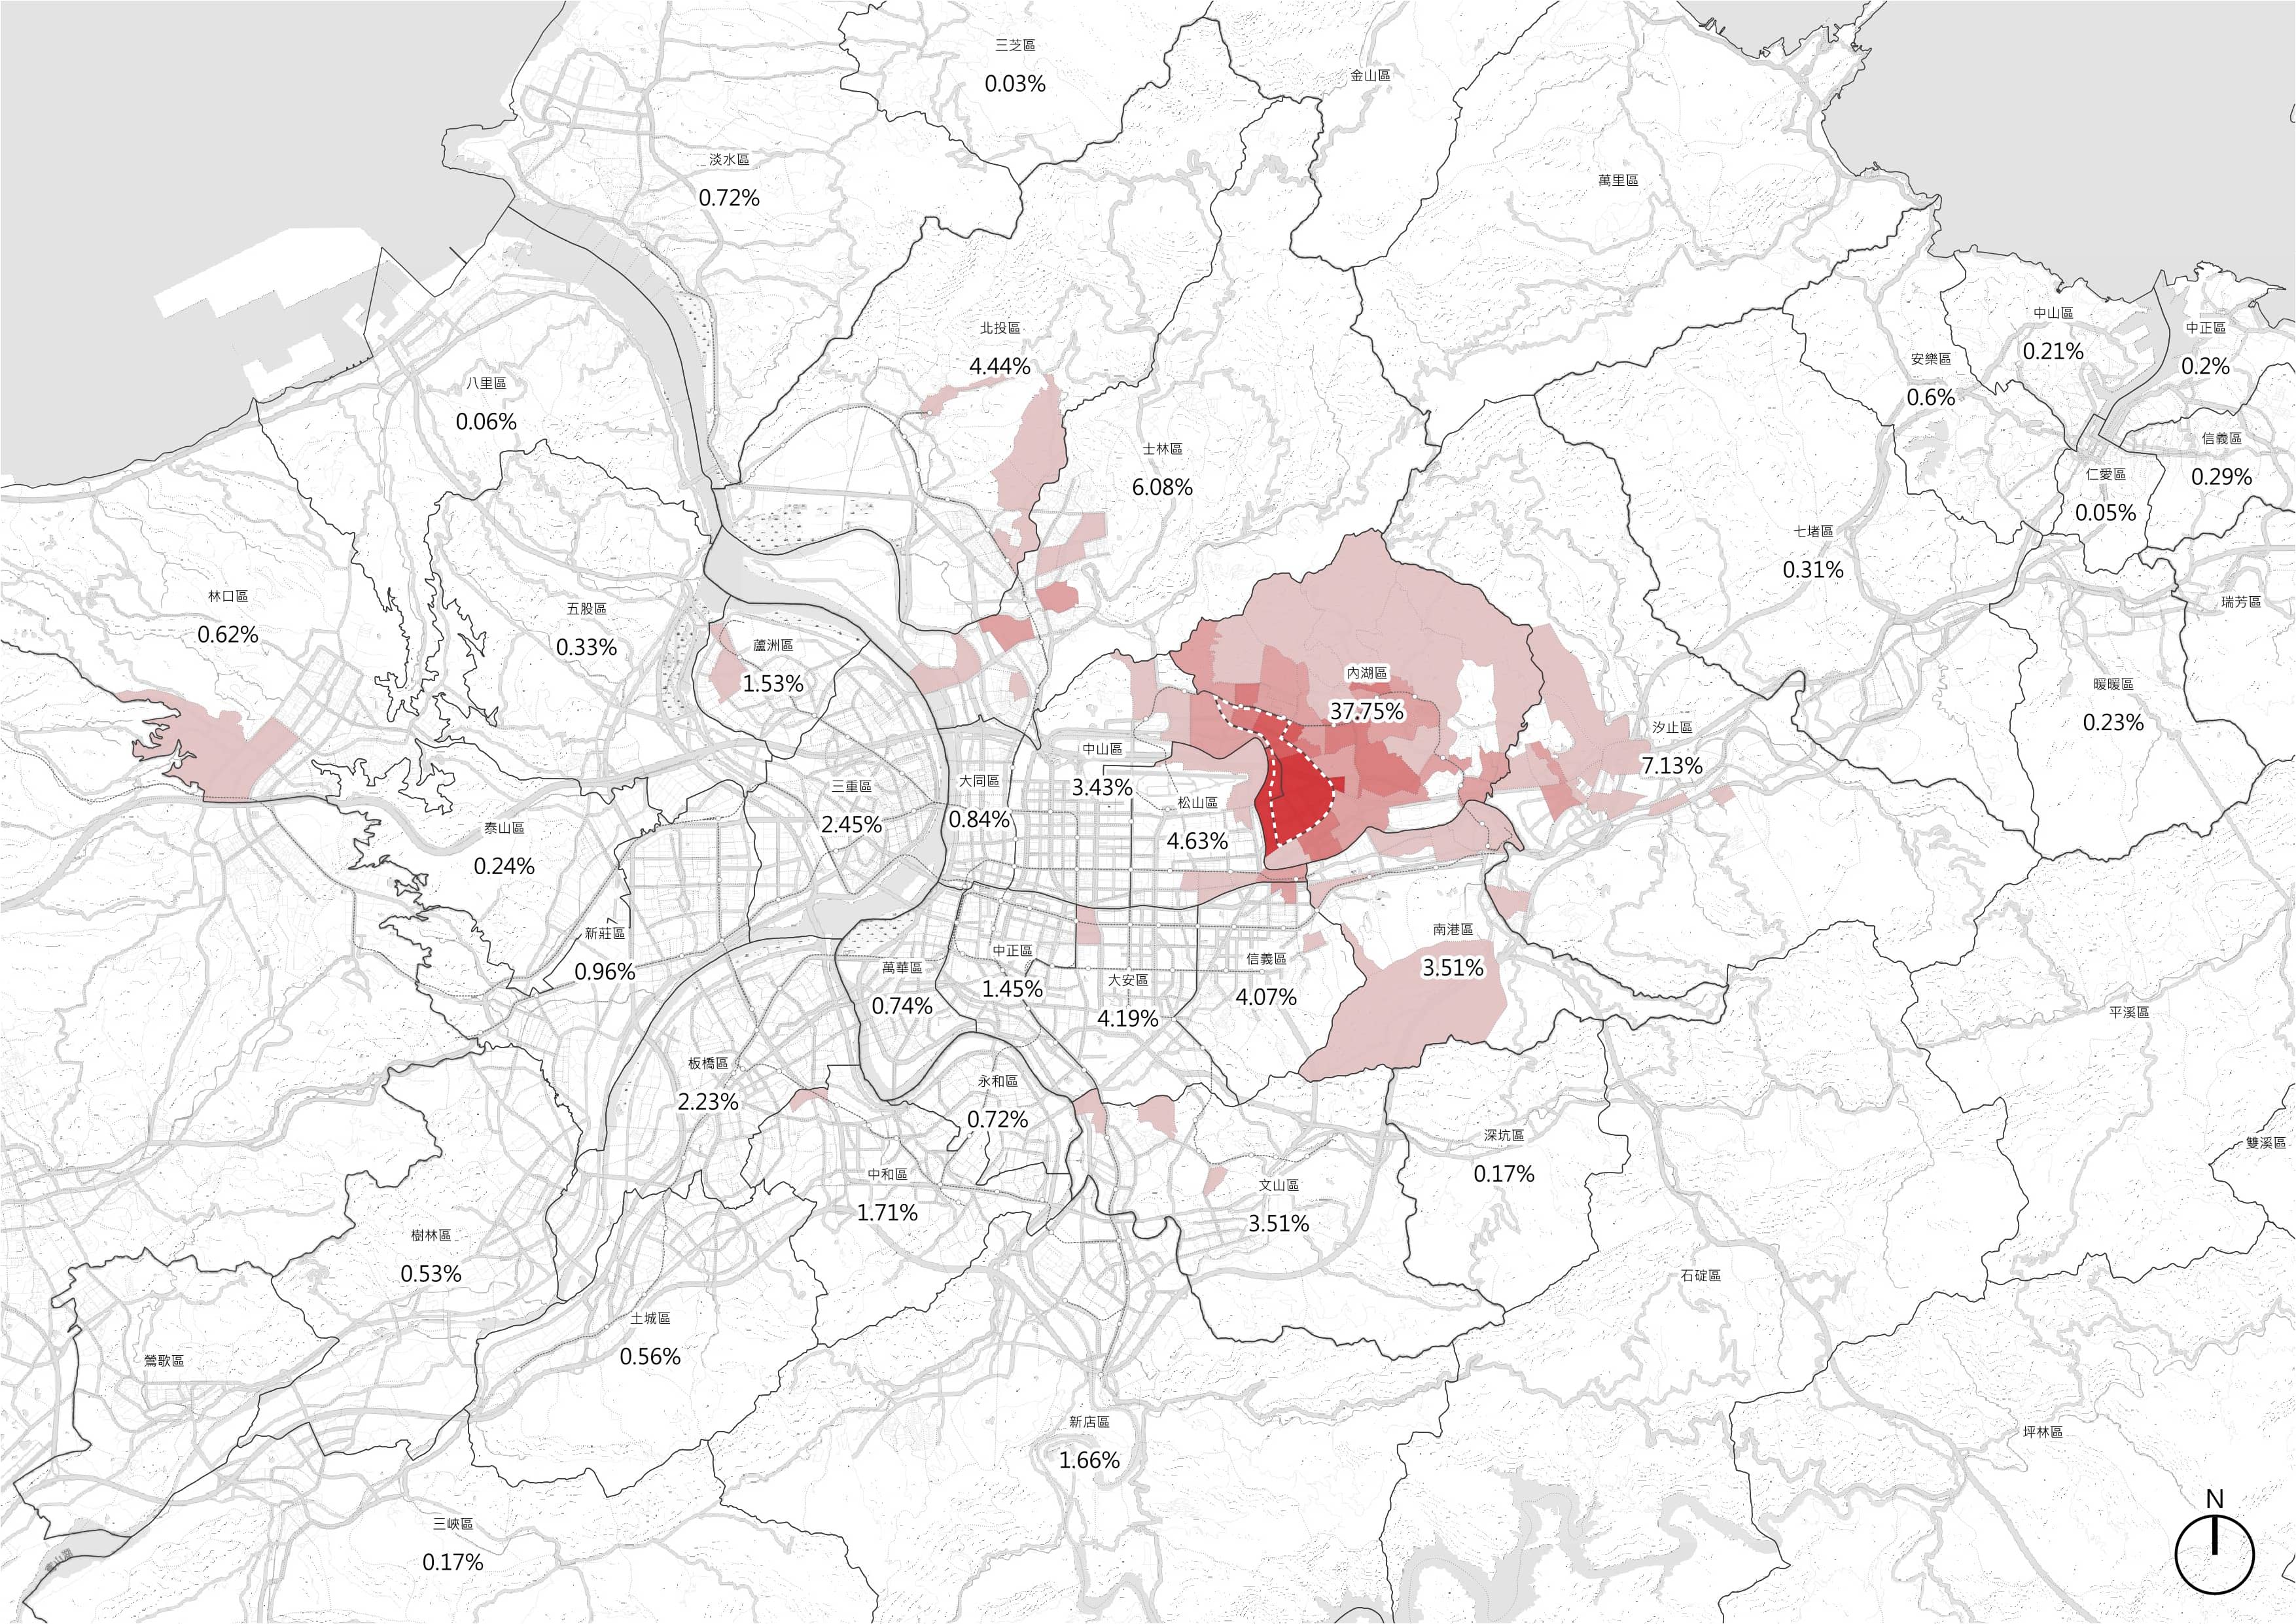 三芝區
0.03%
金山區
淡水區
0.72%
萬里區
北投區
4.44%
中山區
0.21%
中正區
0.2%
安樂區
0.6%
八里區
0.06%
士林區
6.08%
信義區
0.29%
仁愛區
0.05%
七堵區
0.31%
林口區
0.62%
五股區
0.33%
瑞芳區
蘆洲區
1.53%
內湖區
37.75%
暖暖區
0.23%
汐止區
7.13%
中山區
3.43%
三重區
2.45%
大同區
0.84%
松山區
4.63%
泰山區
0.24%
新莊區
0.96%
中正區
1.45%
萬華區
0.74%
大安區
4.19%
信義區
4.07%
南港區
3.51%
平溪區
板橋區
2.23%
永和區
0.72%
深坑區
0.17%
雙溪區
中和區
1.71%
文山區
3.51%
樹林區
0.53%
石碇區
土城區
0.56%
鶯歌區
新店區
1.66%
坪林區
N
三峽區
0.17%